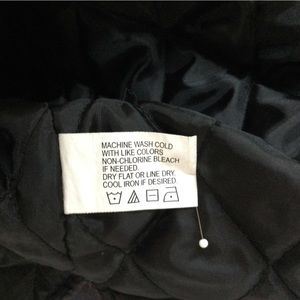 MACHINE WASH COLD
WITH LIKE COLORS
NON-CHLORINE BLEACH
IF NEEDED.
DRY FLAT OR LINE DRY.
COOL IRON IF DESIRED.